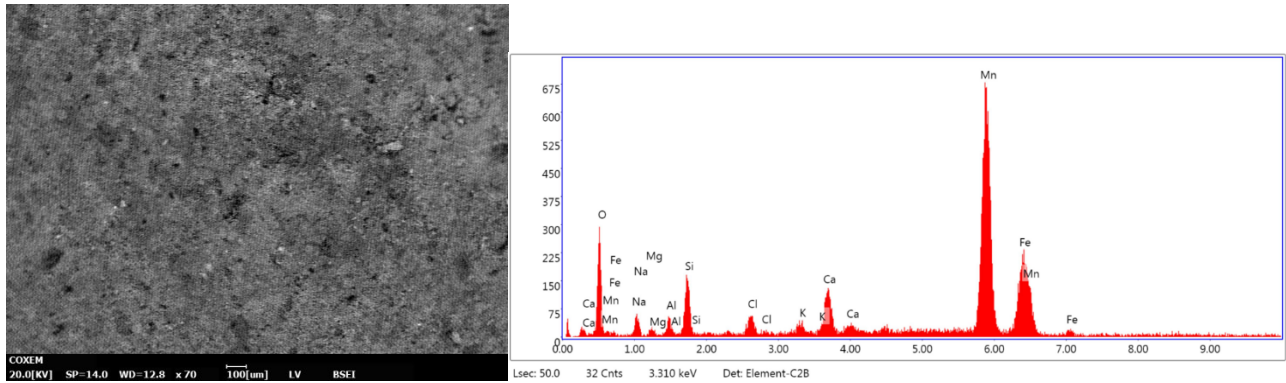 COXEM
20.0[KV] SP=14.0 WD=12.8 x 70 100[um] LV BSEI
675
600
525
450
375
300
225
150
75
0
Mn
O
Fe
Mg
Na
Fe
Si
Fe
Mn
Ca
Ca
Mn
Na
Al
Cl
K
Ca
Mn
Mg
Al
Si
Cl
K
Ca
Fe
0.00 1.00 2.00 3.00 4.00 5.00 6.00 7.00 8.00 9.00
Lsec: 50.0 32 Cnts 3.310 keV Det: Element-C2B